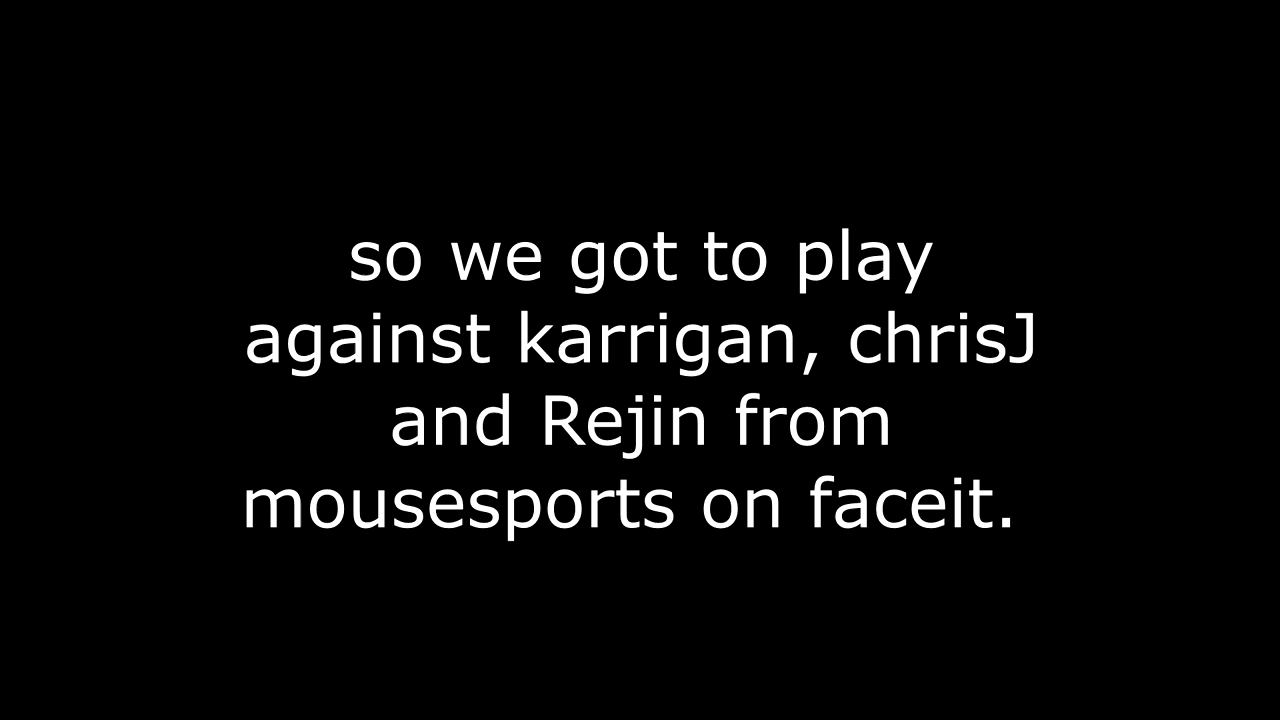 so we got to play
against karrigan, chrisJ
and Rejin from
mousesports on faceit.